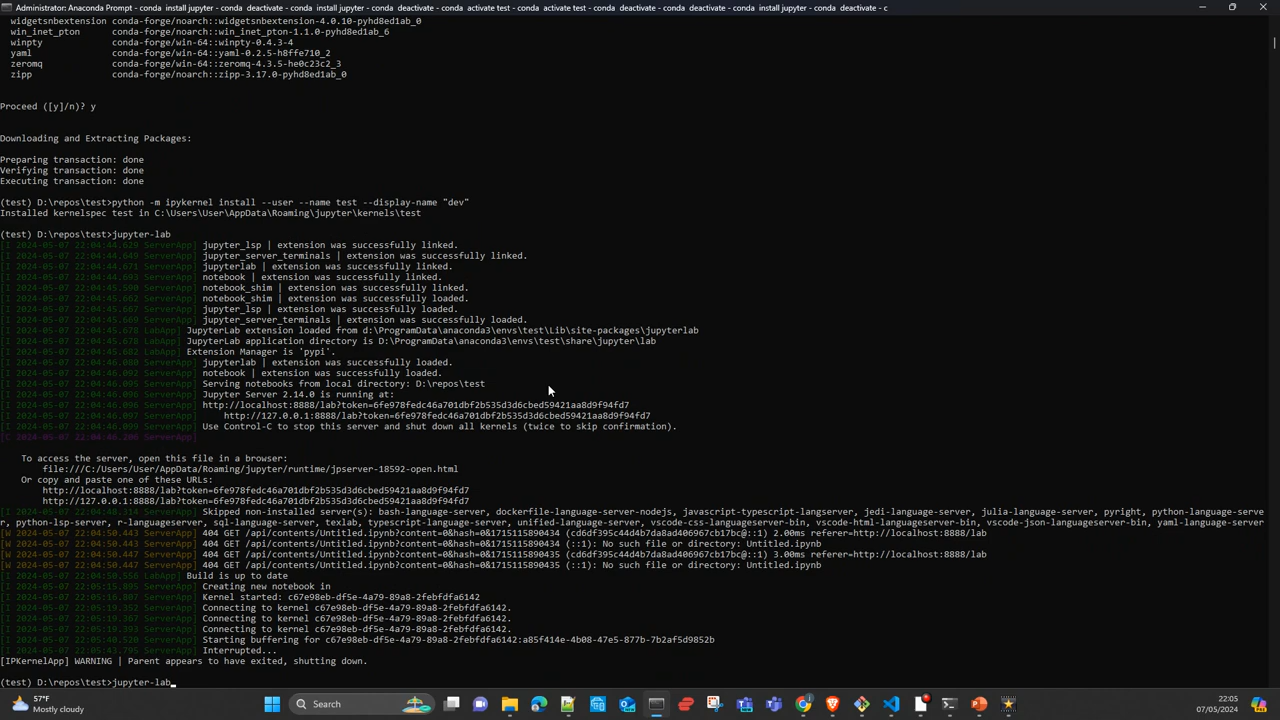 Administrator: Anaconda Prompt - conda  install jupyter - conda  deactivate - conda  install jupyter - conda  deactivate - conda  activate test - conda  deactivate - conda  activate test - conda  deactivate - conda  deactivate - conda  install jupyter - conda  deactivate - c
widgetsnbextension-4.0.10-pyhd8ed1ab_0
win_inet_pton      conda-forge/noarch::win_inet_pton-1.1.0-pyhd8ed1ab_6
winpty             conda-forge/win-64::winpty-0.4.3-4
yaml               conda-forge/win-64::yaml-0.2.5-h8ffe710_2
zeromq             conda-forge/win-64::zeromq-4.3.5-he0c23c2_3
zipp               conda-forge/noarch::zipp-3.17.0-pyhd8ed1ab_0
Proceed ([y]/n)? y
Downloading and Extracting Packages:
Preparing transaction: done
Verifying transaction: done
Executing transaction: done
(test) D:\repos\test>python -m ipykernel install --user --name test --display-name "dev"
Installed kernelspec test in C:\Users\User\AppData\Roaming\jupyter\kernels\test
(test) D:\repos\test>jupyter-lab
[I 2024-05-07 22:04:44.629 ServerApp] jupyter_lsp | extension was successfully linked.
[I 2024-05-07 22:04:44.649 ServerApp] jupyter_server_terminals | extension was successfully linked.
[I 2024-05-07 22:04:44.671 ServerApp] jupyterlab | extension was successfully linked.
[I 2024-05-07 22:04:44.693 ServerApp] notebook | extension was successfully linked.
[I 2024-05-07 22:04:45.590 ServerApp] notebook_shim | extension was successfully linked.
[I 2024-05-07 22:04:45.662 ServerApp] notebook_shim | extension was successfully loaded.
[I 2024-05-07 22:04:45.667 ServerApp] jupyter_lsp | extension was successfully loaded.
[I 2024-05-07 22:04:45.670 ServerApp] jupyter_server_terminals | extension was successfully loaded.
[I 2024-05-07 22:04:45.678 LabApp] JupyterLab extension loaded from d:\ProgramData\anaconda3\envs\test\Lib\site-packages\jupyterlab
[I 2024-05-07 22:04:45.678 LabApp] JupyterLab application directory is D:\ProgramData\anaconda3\envs\test\share\jupyter\lab
[I 2024-05-07 22:04:45.682 LabApp] Extension Manager is 'pypi'.
[I 2024-05-07 22:04:46.088 ServerApp] jupyterlab | extension was successfully loaded.
[I 2024-05-07 22:04:46.092 ServerApp] notebook | extension was successfully loaded.
[I 2024-05-07 22:04:46.095 ServerApp] Serving notebooks from local directory: D:\repos\test
[I 2024-05-07 22:04:46.096 ServerApp] Jupyter Server 2.14.0 is running at:
[I 2024-05-07 22:04:46.096 ServerApp] http://localhost:8888/lab?token=6fe978fedc46a701dbf2b535d3d6cbed59421aa8d9f94fd7
[I 2024-05-07 22:04:46.097 ServerApp]     http://127.0.0.1:8888/lab?token=6fe978fedc46a701dbf2b535d3d6cbed59421aa8d9f94fd7
[I 2024-05-07 22:04:46.099 ServerApp] Use Control-C to stop this server and shut down all kernels (twice to skip confirmation).
[C 2024-05-07 22:04:46.206 ServerApp]
To access the server, open this file in a browser:
file:///C:/Users/User/AppData/Roaming/jupyter/runtime/jpserver-18592-open.html
Or copy and paste one of these URLs:
http://localhost:8888/lab?token=6fe978fedc46a701dbf2b535d3d6cbed59421aa8d9f94fd7
http://127.0.0.1:8888/lab?token=6fe978fedc46a701dbf2b535d3d6cbed59421aa8d9f94fd7
[I 2024-05-07 22:04:48.314 ServerApp] Skipped non-installed server(s): bash-language-server, dockerfile-language-server-nodejs, javascript-typescript-langserver, jedi-language-server, julia-language-server, pyright, python-language-serve
r, python-lsp-server, r-languageserver, sql-language-server, texlab, typescript-language-server, unified-language-server, vscode-css-languageserver-bin, vscode-html-languageserver-bin, vscode-json-languageserver-bin, yaml-language-server
[W 2024-05-07 22:04:50.443 ServerApp] 404 GET /api/contents/Untitled.ipynb?content=0&hash=0&1715115890434 (cd6df395c44d4b7da8ad406967cb17bc@::1) 2.00ms referer=http://localhost:8888/lab
[W 2024-05-07 22:04:50.447 ServerApp] 404 GET /api/contents/Untitled.ipynb?content=0&hash=0&1715115890434 (::1): No such file or directory: Untitled.ipynb
[W 2024-05-07 22:04:50.447 ServerApp] 404 GET /api/contents/Untitled.ipynb?content=0&hash=0&1715115890435 (cd6df395c44d4b7da8ad406967cb17bc@::1) 3.00ms referer=http://localhost:8888/lab
[W 2024-05-07 22:04:50.447 ServerApp] 404 GET /api/contents/Untitled.ipynb?content=0&hash=0&1715115890435 (::1): No such file or directory: Untitled.ipynb
[I 2024-05-07 22:04:50.556 LabApp] Build is up to date
[I 2024-05-07 22:05:15.895 ServerApp] Creating new notebook in
[I 2024-05-07 22:05:16.807 ServerApp] Kernel started: c67e98eb-df5e-4a79-89a8-2febfdfa6142
[I 2024-05-07 22:05:19.352 ServerApp] Connecting to kernel c67e98eb-df5e-4a79-89a8-2febfdfa6142.
[I 2024-05-07 22:05:19.363 ServerApp] Connecting to kernel c67e98eb-df5e-4a79-89a8-2febfdfa6142.
[I 2024-05-07 22:05:19.393 ServerApp] Connecting to kernel c67e98eb-df5e-4a79-89a8-2febfdfa6142.
[I 2024-05-07 22:05:40.520 ServerApp] Starting buffering for c67e98eb-df5e-4a79-89a8-2febfdfa6142:a85f414e-4b08-47e5-877b-7b2af5d9852b
[I 2024-05-07 22:05:43.795 ServerApp] Interrupted...
[IPKernelApp] WARNING | Parent appears to have exited, shutting down.
(test) D:\repos\test>jupyter-lab
57°F
Mostly cloudy
Search
22:05
07/05/2024